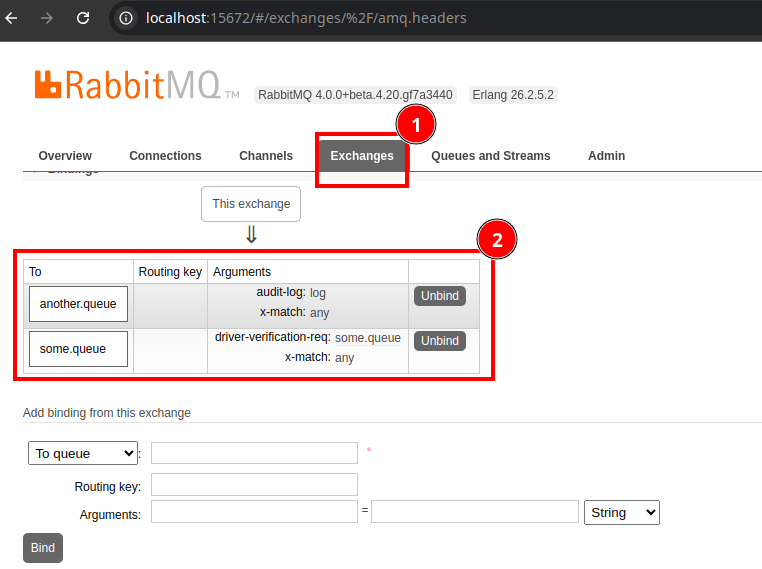 localhost:15672/#/exchanges/%2F/amq.headers
RabbitMQ TM RabbitMQ 4.0.0+beta.4.20.gf7a3440 Erlang 26.2.5.2
1
Overview Connections Channels Exchanges Queues and Streams Admin
Bindings
This exchange
⇓
2
To Routing key Arguments
another.queue audit-log: log Unbind
x-match: any
some.queue driver-verification-req: some.queue Unbind
x-match: any
Add binding from this exchange
To queue : *
Routing key:
Arguments: = String
Bind